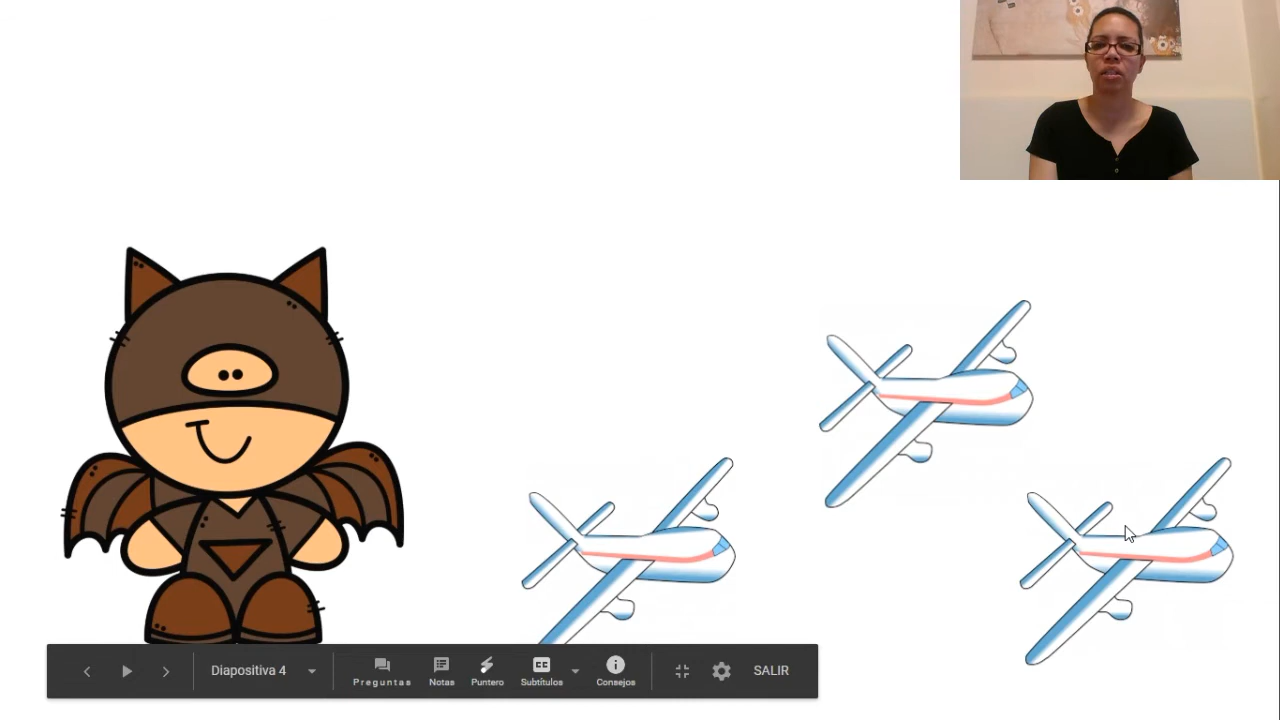 Diapositiva 4
Preguntas
Notas
Puntero
Subtítulos
Consejos
SALIR